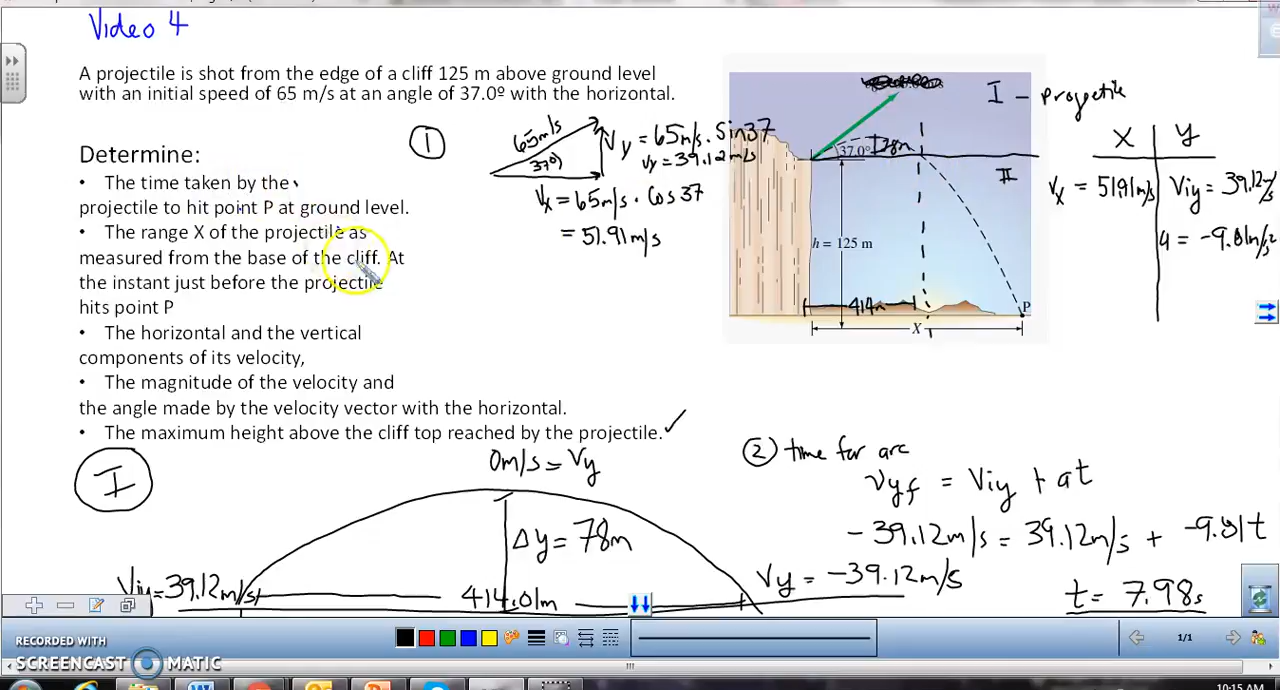 Video 4
A projectile is shot from the edge of a cliff 125 m above ground level
with an initial speed of 65 m/s at an angle of 37.0º with the horizontal.
Determine:
• The time taken by the
projectile to hit point P at ground level.
• The range X of the projectile as
measured from the base of the cliff. At
the instant just before the projectile
hits point P
• The horizontal and the vertical
components of its velocity,
• The magnitude of the velocity and
the angle made by the velocity vector with the horizontal.
• The maximum height above the cliff top reached by the projectile.
1
65m/s
37º
Vy = 65m/s · Sin37
Vy = 39.12m/s
Vx = 65m/s · Cos 37
= 51.91m/s
37.0°
178m
h = 125 m
414m
X
P
I - projectile
II
X
Y
Vx = 51.91m/s
Viy = 39.12m/s
a = -9.81m/s²
I
0m/s = Vy
Δy = 78m
Viy = 39.12m/s
414.01m
Vy = -39.12m/s
2 time for arc
Vyf = Viy + at
-39.12m/s = 39.12m/s + -9.81t
t = 7.98s
RECORDED WITH
SCREENCAST MATIC
1/1
10:15 AM